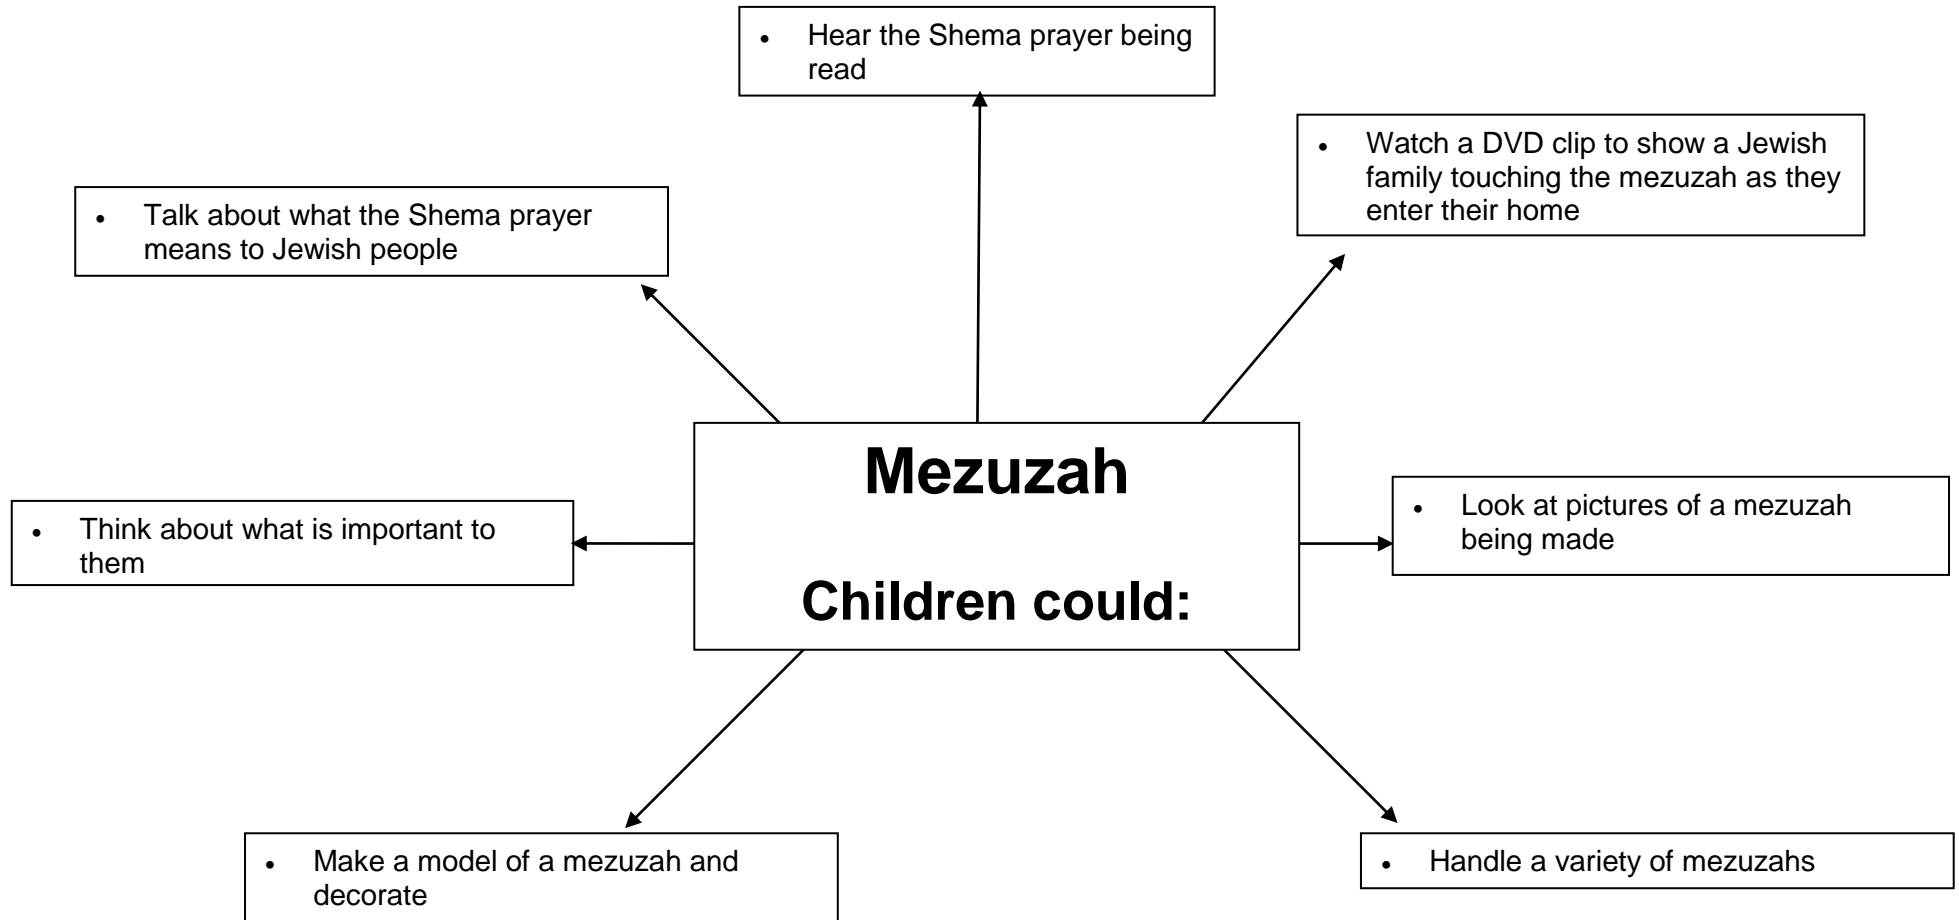 • Hear the Shema prayer being
read
• Watch a DVD clip to show a Jewish
family touching the mezuzah as they
enter their home
• Talk about what the Shema prayer
means to Jewish people
Mezuzah
Children could:
• Look at pictures of a mezuzah
being made
• Think about what is important to
them
• Make a model of a mezuzah and
decorate
• Handle a variety of mezuzahs